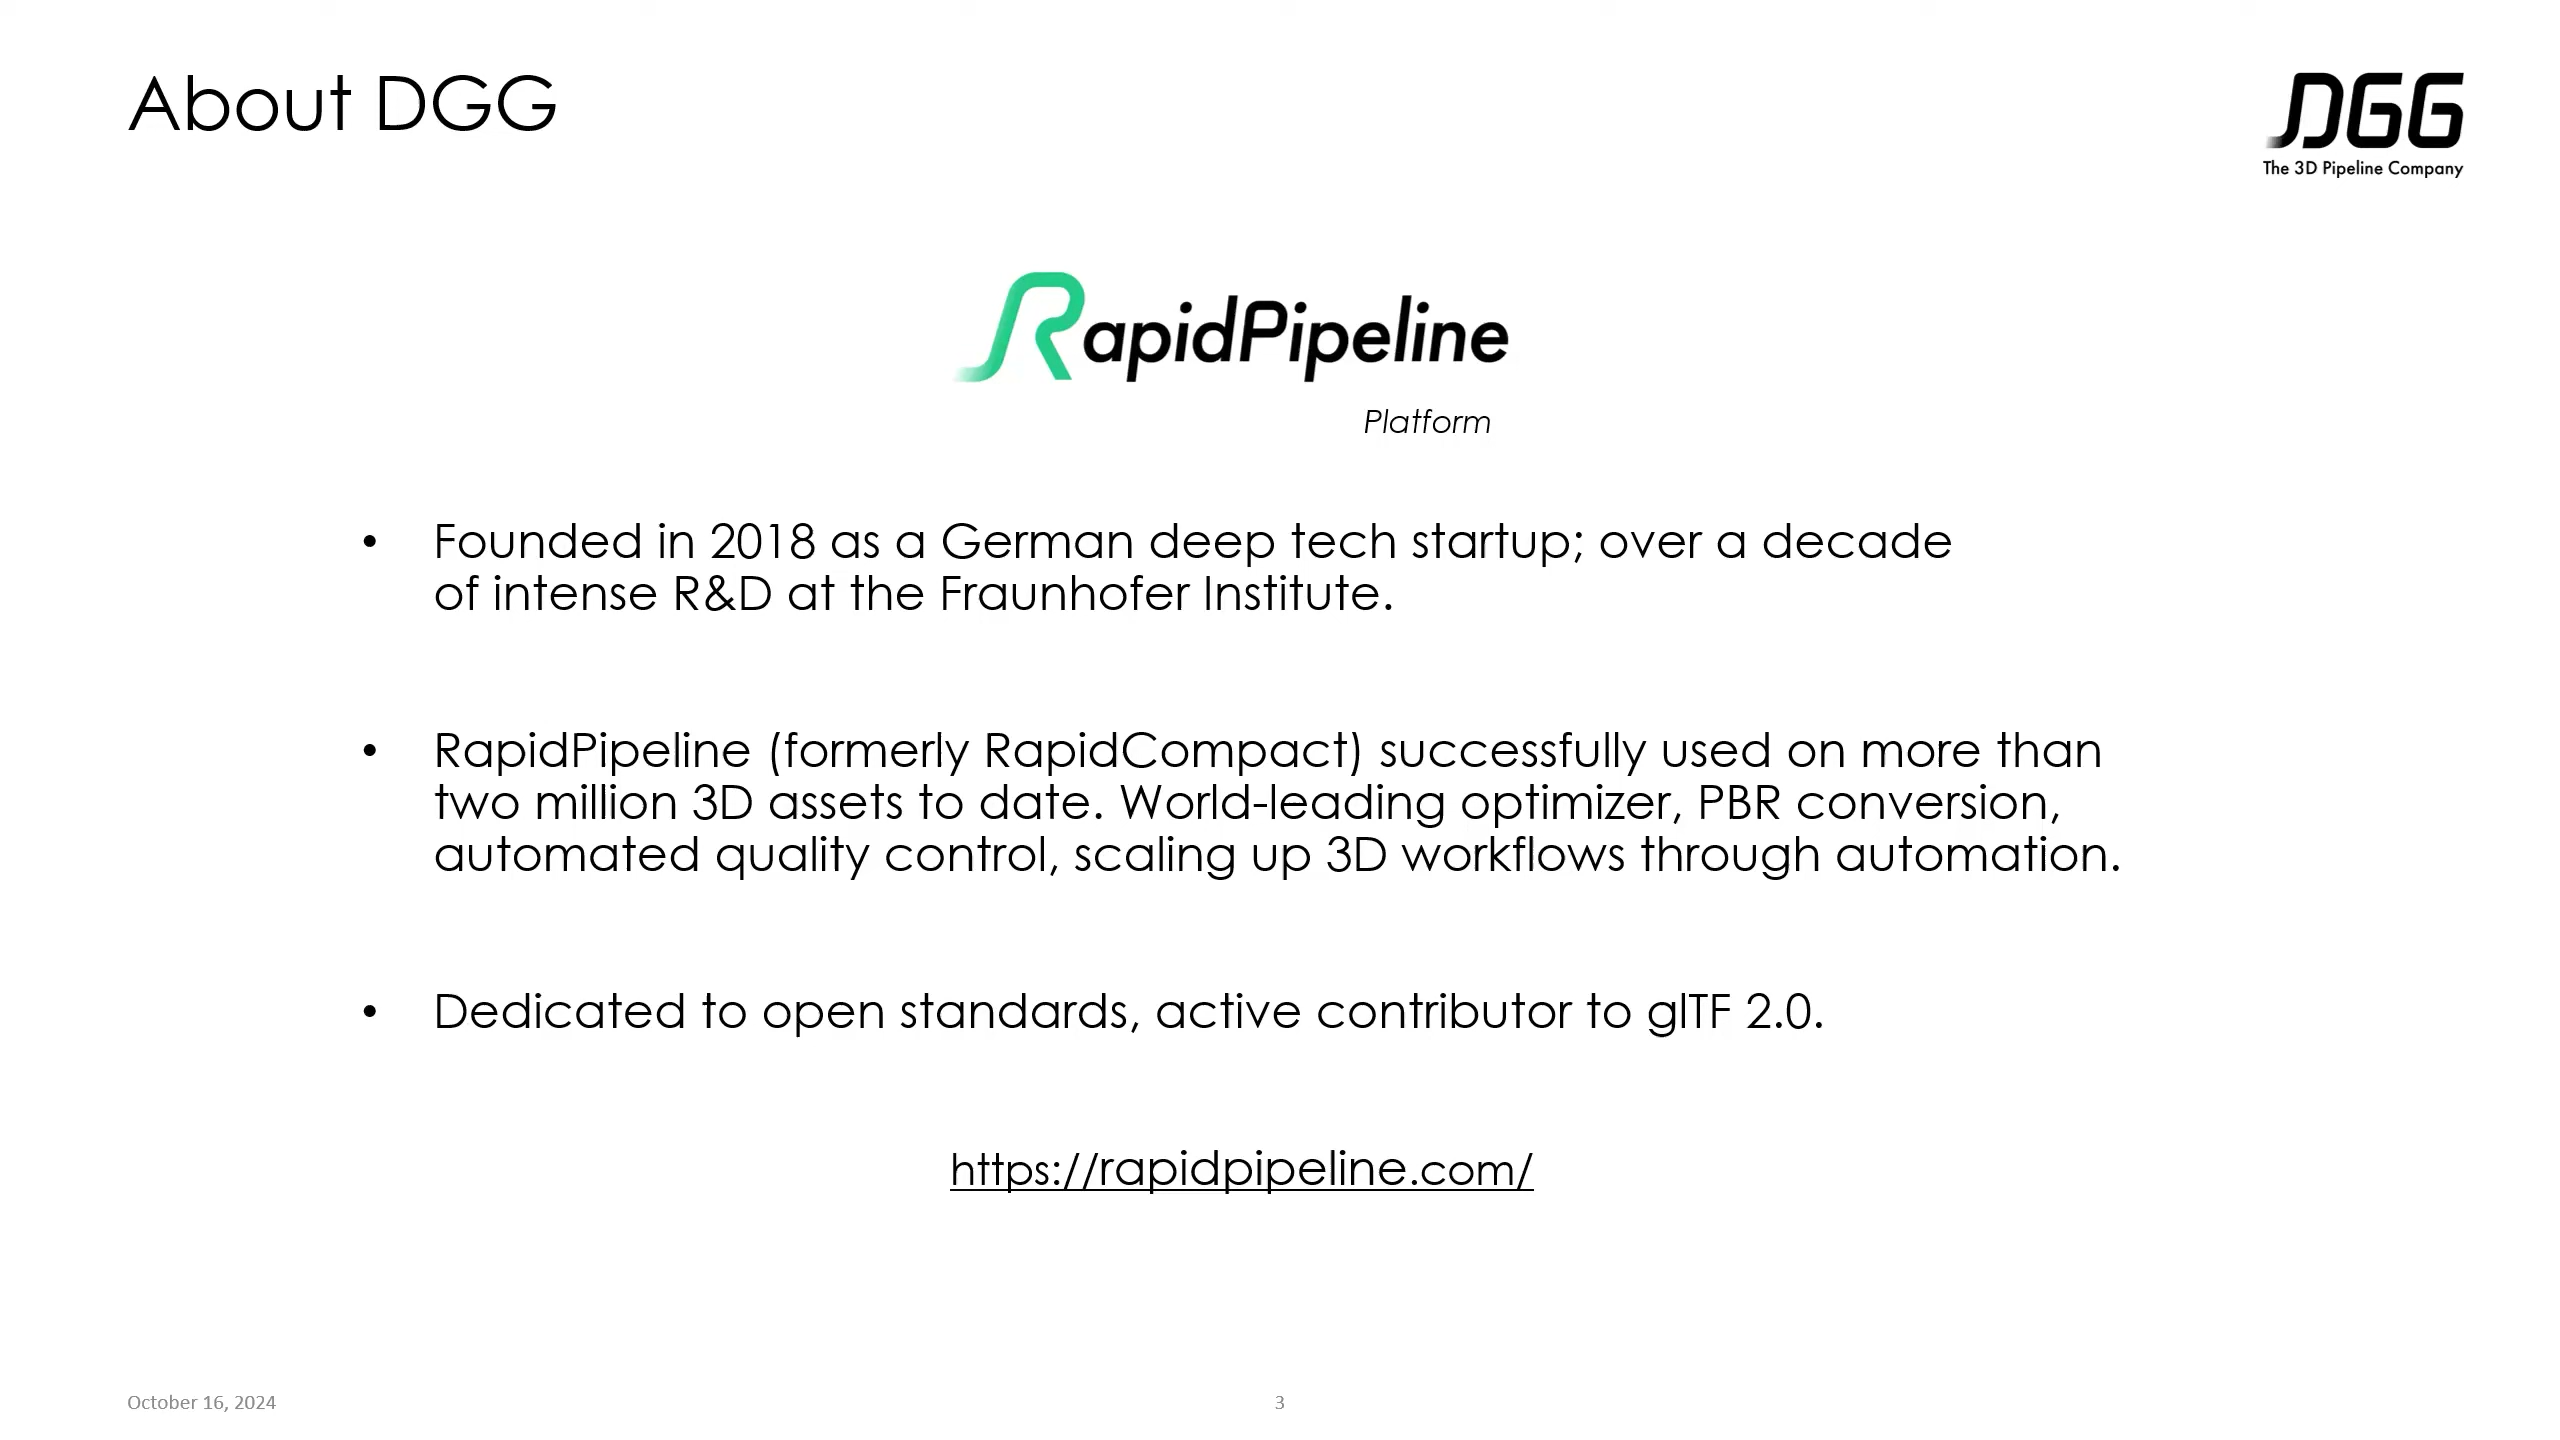 About DGG
DGG
The 3D Pipeline Company
RapidPipeline
Platform
• Founded in 2018 as a German deep tech startup; over a decade
of intense R&D at the Fraunhofer Institute.
• RapidPipeline (formerly RapidCompact) successfully used on more than
two million 3D assets to date. World-leading optimizer, PBR conversion,
automated quality control, scaling up 3D workflows through automation.
• Dedicated to open standards, active contributor to glTF 2.0.
https://rapidpipeline.com/
October 16, 2024
3